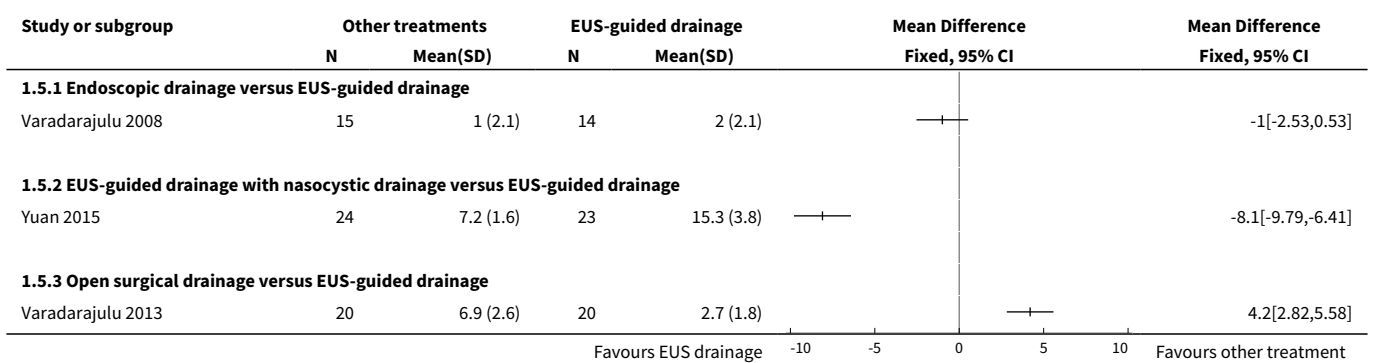 Study or subgroup Other treatments EUS-guided drainage Mean Difference Mean Difference
N Mean(SD) N Mean(SD) Fixed, 95% CI Fixed, 95% CI
1.5.1 Endoscopic drainage versus EUS-guided drainage
Varadarajulu 2008 15 1 (2.1) 14 2 (2.1) -1[-2.53,0.53]
1.5.2 EUS-guided drainage with nasocystic drainage versus EUS-guided drainage
Yuan 2015 24 7.2 (1.6) 23 15.3 (3.8) -8.1[-9.79,-6.41]
1.5.3 Open surgical drainage versus EUS-guided drainage
Varadarajulu 2013 20 6.9 (2.6) 20 2.7 (1.8) 4.2[2.82,5.58]
Favours EUS drainage -10 -5 0 5 10 Favours other treatment